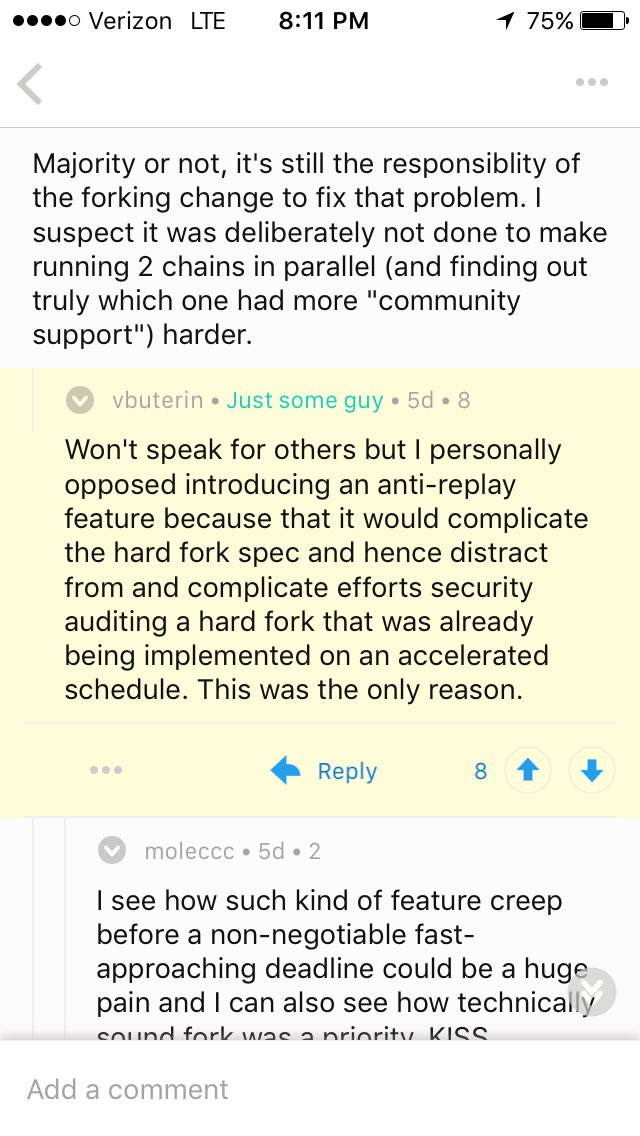 Verizon LTE 8:11 PM 75%
Majority or not, it's still the responsiblity of
the forking change to fix that problem. I
suspect it was deliberately not done to make
running 2 chains in parallel (and finding out
truly which one had more "community
support") harder.
vbuterin • Just some guy • 5d • 8
Won't speak for others but I personally
opposed introducing an anti-replay
feature because that it would complicate
the hard fork spec and hence distract
from and complicate efforts security
auditing a hard fork that was already
being implemented on an accelerated
schedule. This was the only reason.
Reply 8
moleccc • 5d • 2
I see how such kind of feature creep
before a non-negotiable fast-
approaching deadline could be a huge
pain and I can also see how technically
sound fork was a priority. KISS
Add a comment